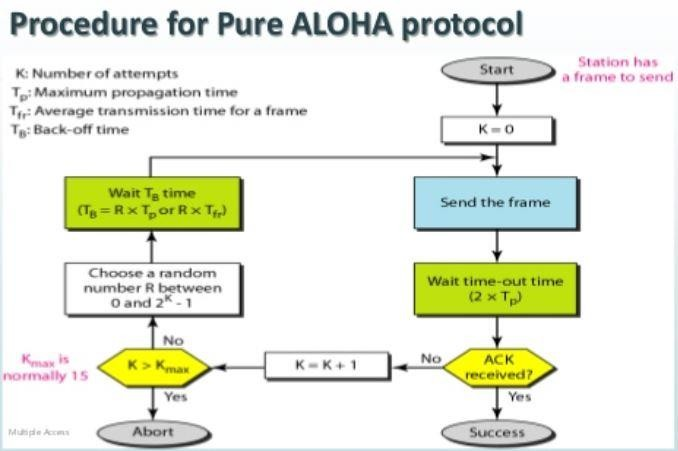 Procedure for Pure ALOHA protocol
K: Number of attempts
Tp: Maximum propagation time
Tfr: Average transmission time for a frame
TB: Back-off time
Start
Station has
a frame to send
K = 0
Wait TB time
(TB = R × Tp or R × Tfr)
Send the frame
Choose a random
number R between
0 and 2^K - 1
Wait time-out time
(2 × Tp)
No
Kmax is
normally 15
K > Kmax
K = K + 1
No
ACK
received?
Yes
Yes
Multiple Access
Abort
Success